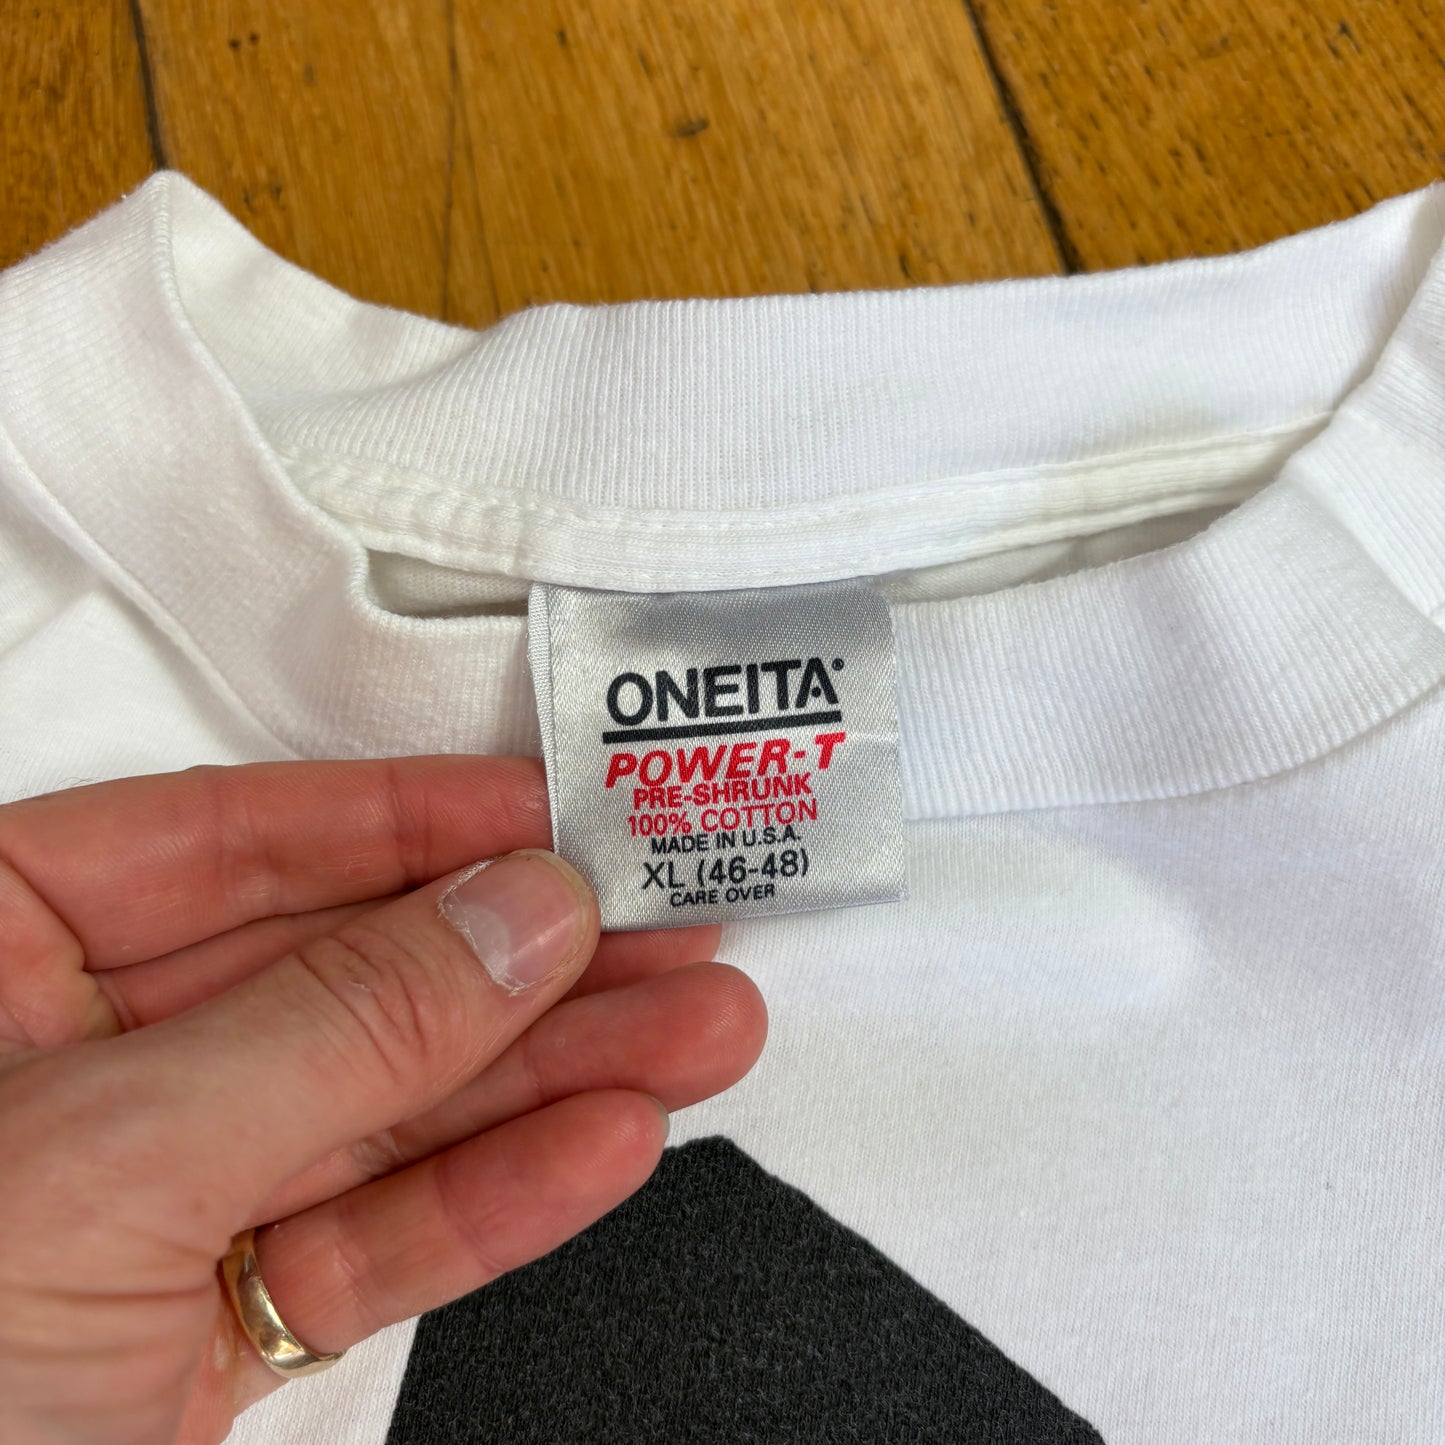 ONEITA
POWER-T
PRE-SHRUNK
100% COTTON
MADE IN U.S.A.
XL (46-48)
CARE OVER